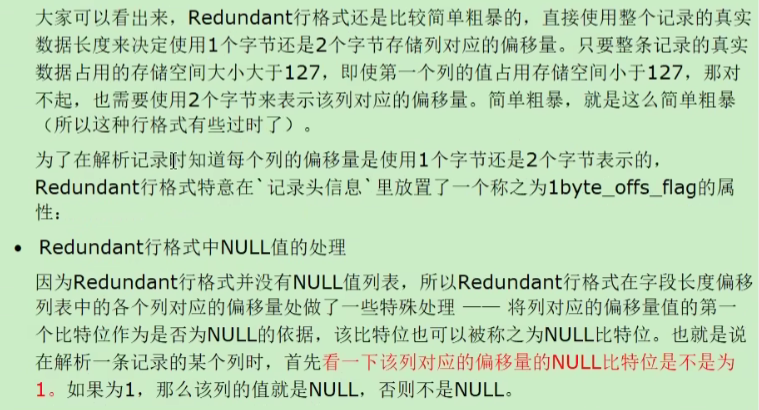 大家可以看出来，Redundant行格式还是比较简单粗暴的，直接使用整个记录的真实
数据长度来决定使用1个字节还是2个字节存储列对应的偏移量。只要整条记录的真实
数据占用的存储空间大小大于127，即使第一个列的值占用存储空间小于127，那对
不起，也需要使用2个字节来表示该列对应的偏移量。简单粗暴，就是这么简单粗暴
（所以这种行格式有些过时了）。
为了在解析记录时知道每个列的偏移量是使用1个字节还是2个字节表示的，
Redundant行格式特意在`记录头信息`里放置了一个称之为1byte_offs_flag的属
性：
• Redundant行格式中NULL值的处理
因为Redundant行格式并没有NULL值列表，所以Redundant行格式在字段长度偏移
列表中的各个列对应的偏移量处做了一些特殊处理 —— 将列对应的偏移量值的第一
个比特位作为是否为NULL的依据，该比特位也可以被称之为NULL比特位。也就是说
在解析一条记录的某个列时，首先看一下该列对应的偏移量的NULL比特位是不是为
1。如果为1，那么该列的值就是NULL，否则不是NULL。